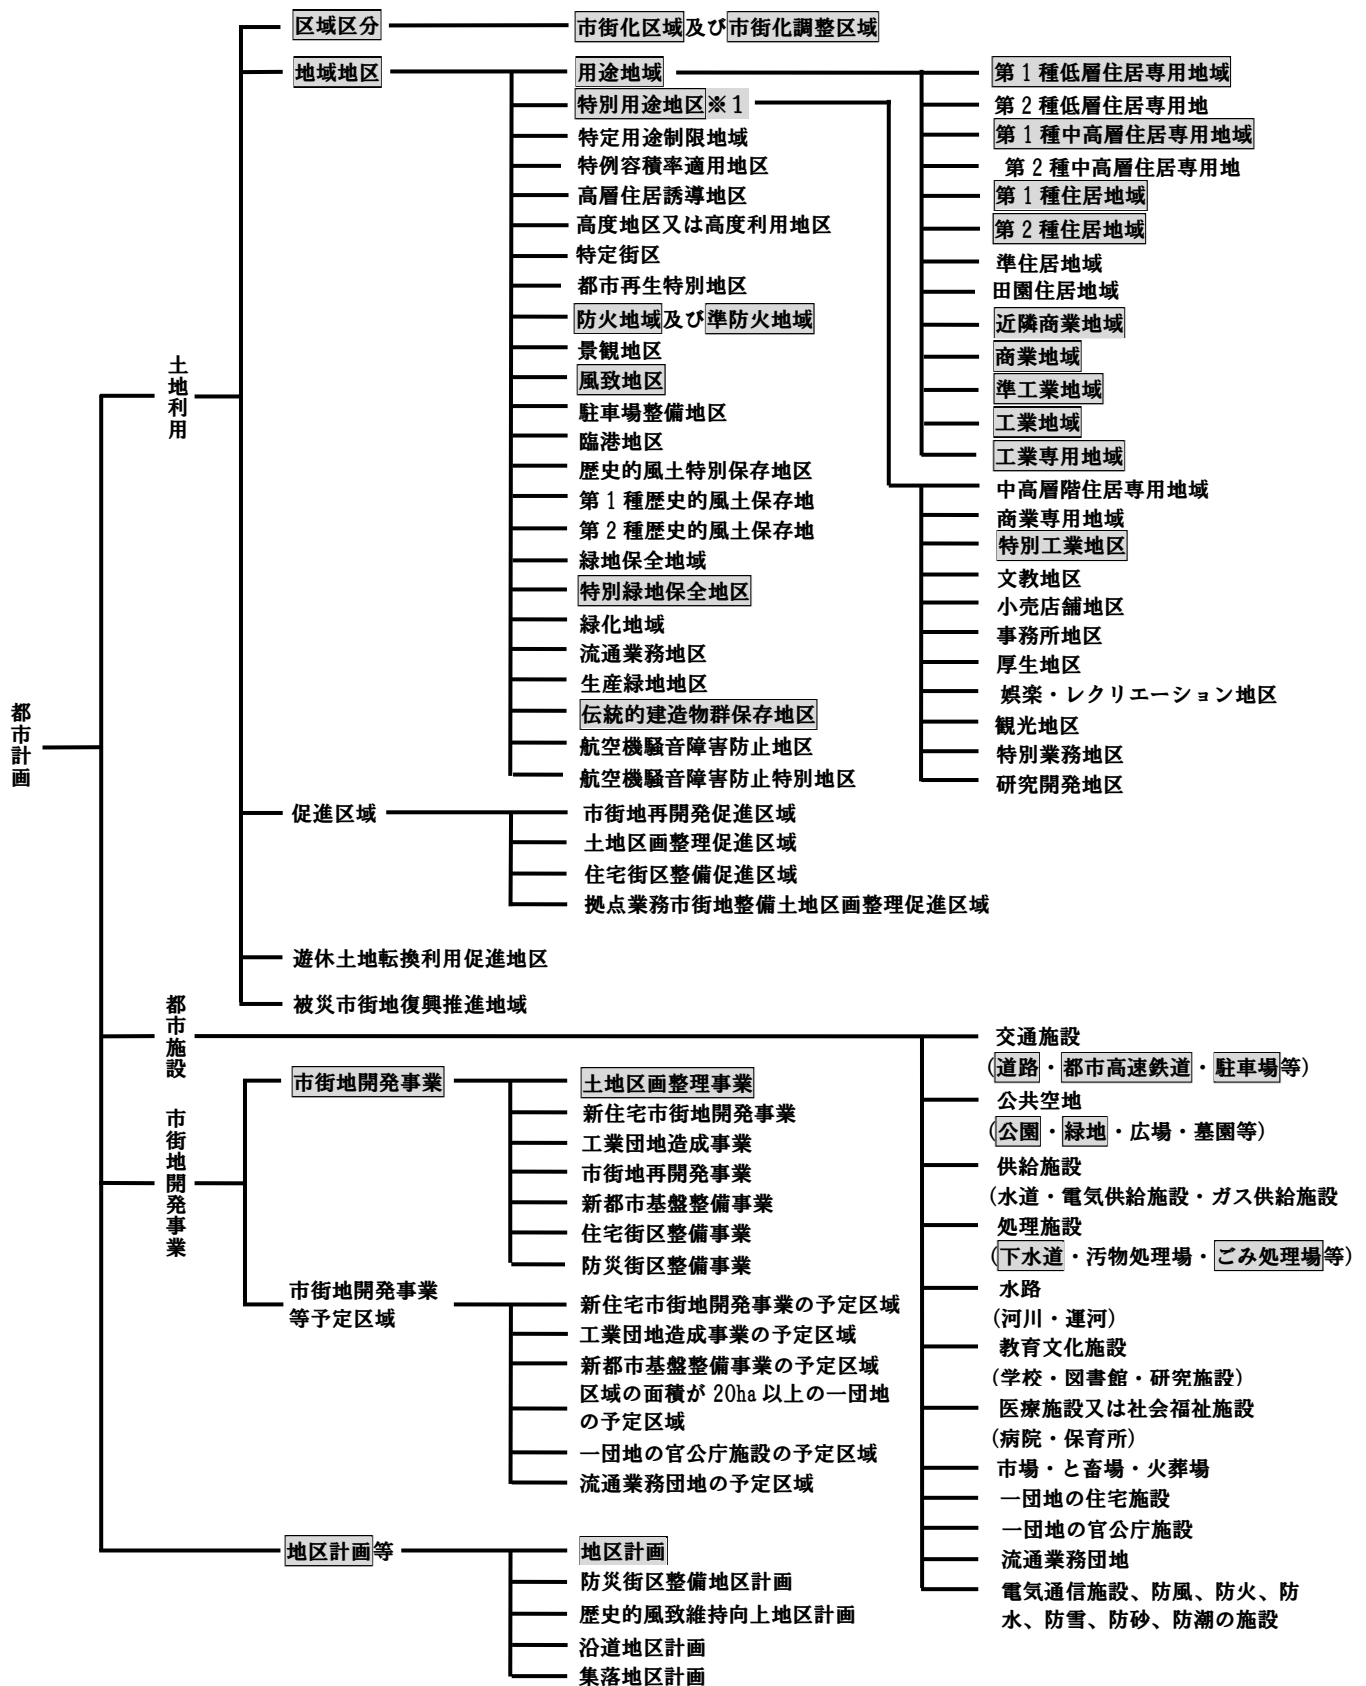 都市計画
土地利用
区域区分
市街化区域及び市街化調整区域
地域地区
用途地域
第1種低層住居専用地域
第2種低層住居専用地
第1種中高層住居専用地域
第2種中高層住居専用地
第1種住居地域
第2種住居地域
準住居地域
田園住居地域
近隣商業地域
商業地域
準工業地域
工業地域
工業専用地域
特別用途地区※1
中高層階住居専用地域
商業専用地域
特別工業地区
文教地区
小売店舗地区
事務所地区
厚生地区
娯楽・レクリエーション地区
観光地区
特別業務地区
研究開発地区
特定用途制限地域
特例容積率適用地区
高層住居誘導地区
高度地区又は高度利用地区
特定街区
都市再生特別地区
防火地域及び準防火地域
景観地区
風致地区
駐車場整備地区
臨港地区
歴史的風土特別保存地区
第1種歴史的風土保存地
第2種歴史的風土保存地
緑地保全地域
特別緑地保全地区
緑化地域
流通業務地区
生産緑地地区
伝統的建造物群保存地区
航空機騒音障害防止地区
航空機騒音障害防止特別地区
促進区域
市街地再開発促進区域
土地区画整理促進区域
住宅街区整備促進区域
拠点業務市街地整備土地区画整理促進区域
遊休土地転換利用促進地区
被災市街地復興推進地域
都市施設
交通施設
(道路・都市高速鉄道・駐車場等)
公共空地
(公園・緑地・広場・墓園等)
供給施設
(水道・電気供給施設・ガス供給施設
処理施設
(下水道・汚物処理場・ごみ処理場等)
水路
(河川・運河)
教育文化施設
(学校・図書館・研究施設)
医療施設又は社会福祉施設
(病院・保育所)
市場・と畜場・火葬場
一団地の住宅施設
一団地の官公庁施設
流通業務団地
電気通信施設、防風、防火、防
水、防雪、防砂、防潮の施設
市街地開発事業
市街地開発事業
土地区画整理事業
新住宅市街地開発事業
工業団地造成事業
市街地再開発事業
新都市基盤整備事業
住宅街区整備事業
防災街区整備事業
市街地開発事業
等予定区域
新住宅市街地開発事業の予定区域
工業団地造成事業の予定区域
新都市基盤整備事業の予定区域
区域の面積が 20ha 以上の一団地
の予定区域
一団地の官公庁施設の予定区域
流通業務団地の予定区域
地区計画等
地区計画
防災街区整備地区計画
歴史的風致維持向上地区計画
沿道地区計画
集落地区計画